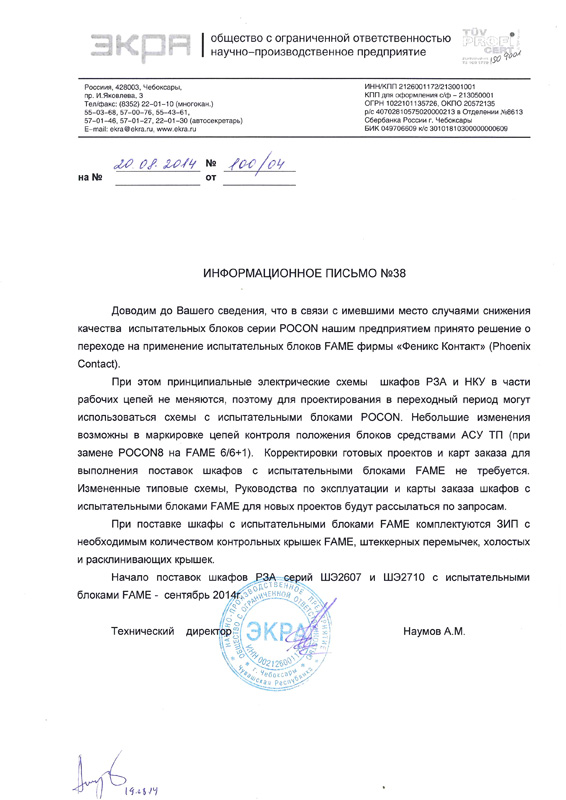 ЭКРА
общество с ограниченной ответственностью
научно-производственное предприятие
TÜV
PROFI
CERT
ISO 9001
Россия, 428003, Чебоксары,
пр. И.Яковлева, 3
Тел/факс: (8352) 22-01-10 (многокан.)
55-03-68, 57-00-76, 55-43-61,
57-01-46, 57-01-27, 22-01-30 (автосекретарь)
E-mail: ekra@ekra.ru, www.ekra.ru
ИНН/КПП 2126001172/213001001
КПП для оформления с/ф – 213050001
ОГРН 1022101135726, ОКПО 20572135
р/с 40702810575020000213 в Отделении №8613
Сбербанка России г. Чебоксары
БИК 049706609 к/с 30101810300000000609
20.08.2014 № 100/04
на № от
ИНФОРМАЦИОННОЕ ПИСЬМО №38
Доводим до Вашего сведения, что в связи с имевшими место случаями снижения
качества испытательных блоков серии POCON нашим предприятием принято решение о
переходе на применение испытательных блоков FAME фирмы «Феникс Контакт» (Phoenix
Contact).
При этом принципиальные электрические схемы шкафов РЗА и НКУ в части
рабочих цепей не меняются, поэтому для проектирования в переходный период могут
использоваться схемы с испытательными блоками POCON. Небольшие изменения
возможны в маркировке цепей контроля положения блоков средствами АСУ ТП (при
замене POCON8 на FAME 6/6+1). Корректировки готовых проектов и карт заказа для
выполнения поставок шкафов с испытательными блоками FAME не требуется.
Измененные типовые схемы, Руководства по эксплуатации и карты заказа шкафов с
испытательными блоками FAME для новых проектов будут рассылаться по запросам.
При поставке шкафы с испытательными блоками FAME комплектуются ЗИП с
необходимым количеством контрольных крышек FAME, штеккерных перемычек, холостых
и расклинивающих крышек.
Начало поставок шкафов РЗА серий ШЭ2607 и ШЭ2710 с испытательными
блоками FAME - сентябрь 2014г.
Технический директор Наумов А.М.
НАУЧНО-ПРОИЗВОДСТВЕННОЕ ПРЕДПРИЯТИЕ
ОБЩЕСТВО С ОГРАНИЧЕННОЙ ОТВЕТСТВЕННОСТЬЮ
ЭКРА
г. Чебоксары
Чувашская Республика
19.08.14